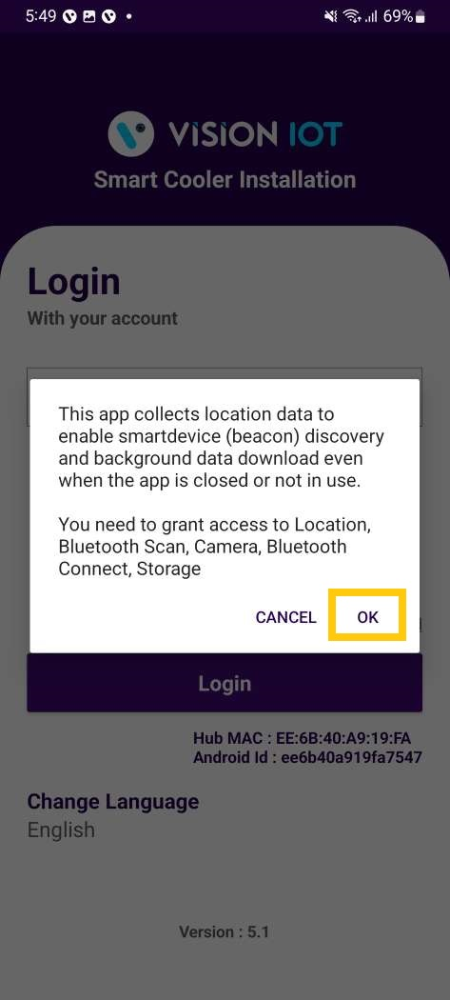 5:49
69%
VISION IOT
Smart Cooler Installation
Login
With your account
This app collects location data to
enable smartdevice (beacon) discovery
and background data download even
when the app is closed or not in use.
You need to grant access to Location,
Bluetooth Scan, Camera, Bluetooth
Connect, Storage
CANCEL OK
Login
Hub MAC : EE:6B:40:A9:19:FA
Android Id : ee6b40a919fa7547
Change Language
English
Version : 5.1